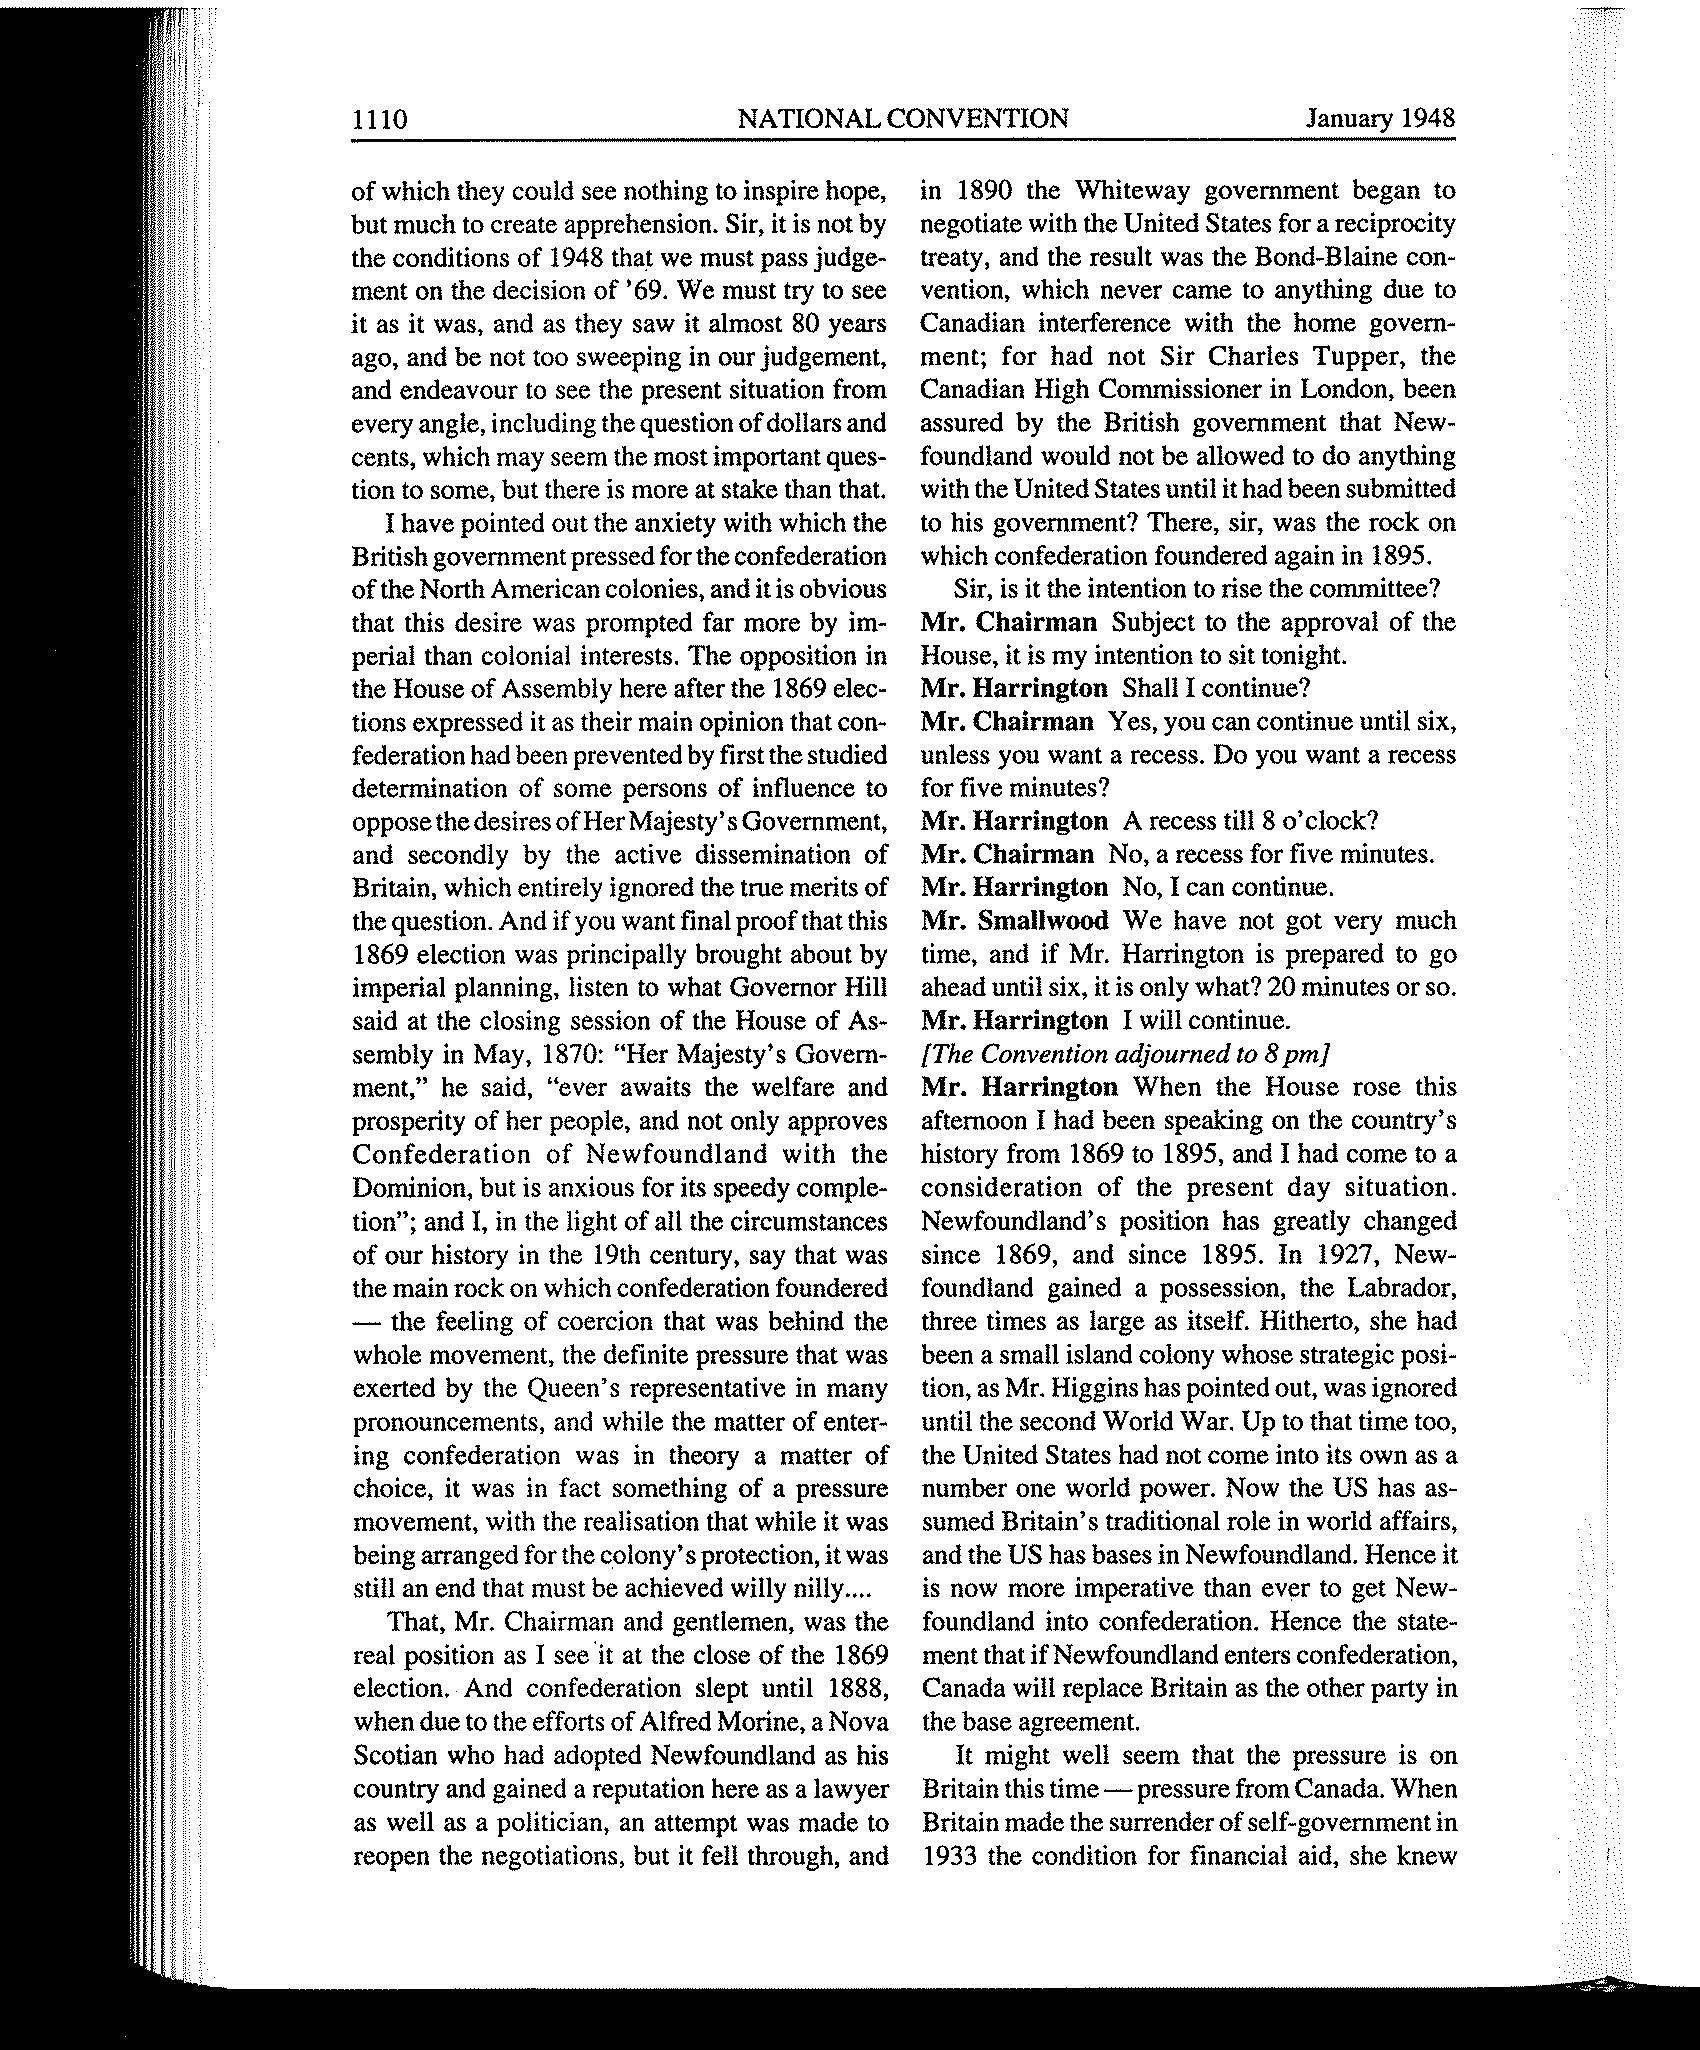 1110 NATIONAL CONVENTION January 1948
of which they could see nothing to inspire hope,
but much to create apprehension. Sir, it is not by
the conditions of 1948 that we must pass judge-
ment on the decision of '69. We must try to see
it as it was, and as they saw it almost 80 years
ago, and be not too sweeping in our judgement,
and endeavour to see the present situation from
every angle, including the question of dollars and
cents, which may seem the most important ques-
tion to some, but there is more at stake than that.
I have pointed out the anxiety with which the
British government pressed for the confederation
of the North American colonies, and it is obvious
that this desire was prompted far more by im-
perial than colonial interests. The opposition in
the House of Assembly here after the 1869 elec-
tions expressed it as their main opinion that con-
federation had been prevented by first the studied
determination of some persons of influence to
oppose the desires of Her Majesty's Government,
and secondly by the active dissemination of
Britain, which entirely ignored the true merits of
the question. And if you want final proof that this
1869 election was principally brought about by
imperial planning, listen to what Governor Hill
said at the closing session of the House of As-
sembly in May, 1870: “Her Majesty's Govern-
ment,” he said, “ever awaits the welfare and
prosperity of her people, and not only approves
Confederation of Newfoundland with the
Dominion, but is anxious for its speedy comple-
tion”; and I, in the light of all the circumstances
of our history in the 19th century, say that was
the main rock on which confederation foundered
— the feeling of coercion that was behind the
whole movement, the definite pressure that was
exerted by the Queen's representative in many
pronouncements, and while the matter of enter-
ing confederation was in theory a matter of
choice, it was in fact something of a pressure
movement, with the realisation that while it was
being arranged for the colony's protection, it was
still an end that must be achieved willy nilly....
That, Mr. Chairman and gentlemen, was the
real position as I see it at the close of the 1869
election. And confederation slept until 1888,
when due to the efforts of Alfred Morine, a Nova
Scotian who had adopted Newfoundland as his
country and gained a reputation here as a lawyer
as well as a politician, an attempt was made to
reopen the negotiations, but it fell through, and
in 1890 the Whiteway government began to
negotiate with the United States for a reciprocity
treaty, and the result was the Bond-Blaine con-
vention, which never came to anything due to
Canadian interference with the home govern-
ment; for had not Sir Charles Tupper, the
Canadian High Commissioner in London, been
assured by the British government that New-
foundland would not be allowed to do anything
with the United States until it had been submitted
to his government? There, sir, was the rock on
which confederation foundered again in 1895.
Sir, is it the intention to rise the committee?
Mr. Chairman Subject to the approval of the
House, it is my intention to sit tonight.
Mr. Harrington Shall I continue?
Mr. Chairman Yes, you can continue until six,
unless you want a recess. Do you want a recess
for five minutes?
Mr. Harrington A recess till 8 o'clock?
Mr. Chairman No, a recess for five minutes.
Mr. Harrington No, I can continue.
Mr. Smallwood We have not got very much
time, and if Mr. Harrington is prepared to go
ahead until six, it is only what? 20 minutes or so.
Mr. Harrington I will continue.
[The Convention adjourned to 8 pm]
Mr. Harrington When the House rose this
afternoon I had been speaking on the country's
history from 1869 to 1895, and I had come to a
consideration of the present day situation.
Newfoundland's position has greatly changed
since 1869, and since 1895. In 1927, New-
foundland gained a possession, the Labrador,
three times as large as itself. Hitherto, she had
been a small island colony whose strategic posi-
tion, as Mr. Higgins has pointed out, was ignored
until the second World War. Up to that time too,
the United States had not come into its own as a
number one world power. Now the US has as-
sumed Britain's traditional role in world affairs,
and the US has bases in Newfoundland. Hence it
is now more imperative than ever to get New-
foundland into confederation. Hence the state-
ment that if Newfoundland enters confederation,
Canada will replace Britain as the other party in
the base agreement.
It might well seem that the pressure is on
Britain this time — pressure from Canada. When
Britain made the surrender of self-government in
1933 the condition for financial aid, she knew